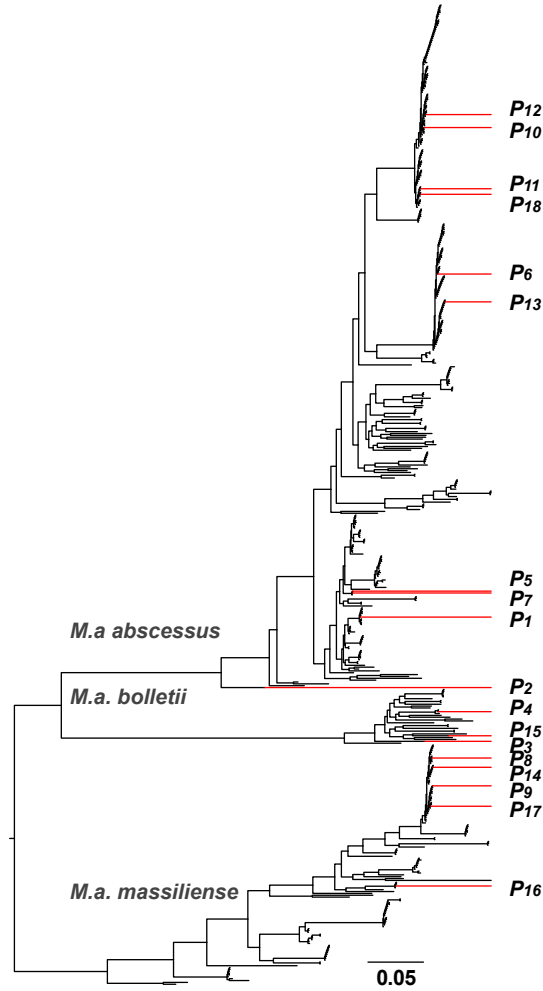 P12
P10
P11
P18
P6
P13
P5
P7
P1
M.a abscessus
P2
M.a. bolletii
P4
P15
P3
P8
P14
P9
P17
M.a. massiliense
P16
0.05